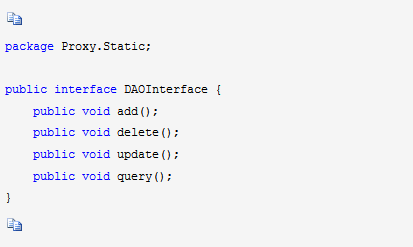 package Proxy.Static;
public interface DAOInterface {
public void add();
public void delete();
public void update();
public void query();
}